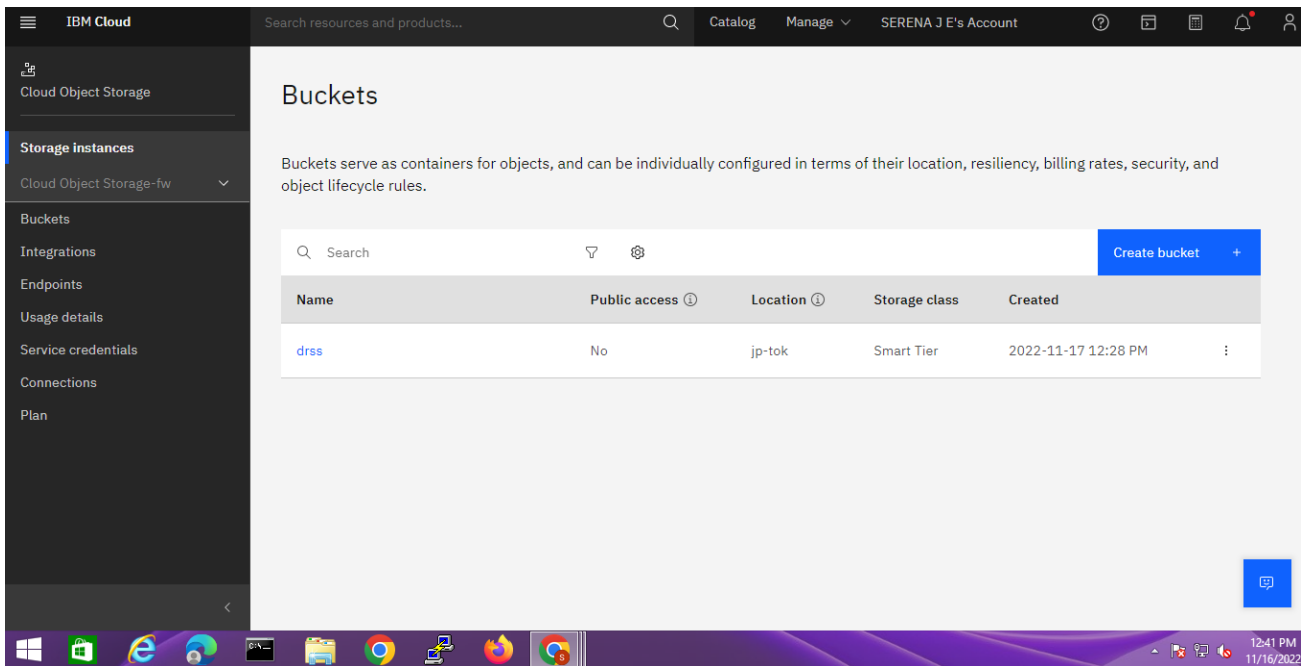 IBM Cloud
Search resources and products...
Catalog
Manage
SERENA J E's Account
Cloud Object Storage
Storage instances
Cloud Object Storage-fw
Buckets
Integrations
Endpoints
Usage details
Service credentials
Connections
Plan
Buckets
Buckets serve as containers for objects, and can be individually configured in terms of their location, resiliency, billing rates, security, and
object lifecycle rules.
Search
Create bucket +
Name Public access Location Storage class Created
drss No jp-tok Smart Tier 2022-11-17 12:28 PM
12:41 PM
11/16/2022